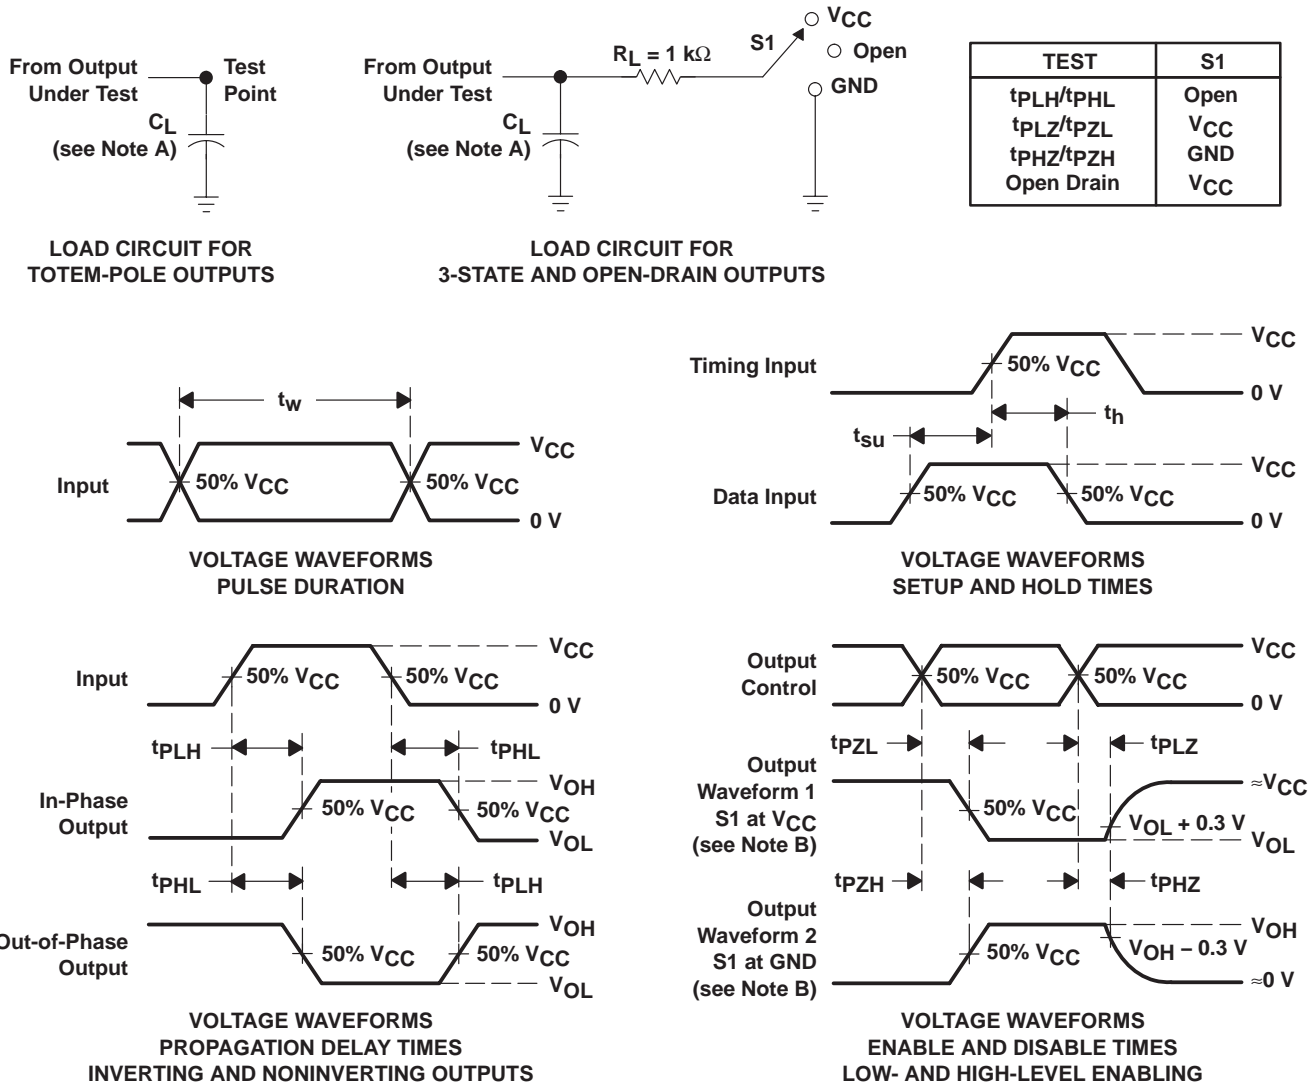 From Output
Under Test
Test
Point
CL
(see Note A)
LOAD CIRCUIT FOR
TOTEM-POLE OUTPUTS
From Output
Under Test
CL
(see Note A)
RL = 1 kΩ
S1
VCC
Open
GND
LOAD CIRCUIT FOR
3-STATE AND OPEN-DRAIN OUTPUTS
TEST S1
tPLH/tPHL Open
tPLZ/tPZL VCC
tPHZ/tPZH GND
Open Drain VCC
tw
Input
50% VCC
50% VCC
VCC
0 V
VOLTAGE WAVEFORMS
PULSE DURATION
Timing Input
50% VCC
VCC
0 V
th
tsu
Data Input
50% VCC
50% VCC
VCC
0 V
VOLTAGE WAVEFORMS
SETUP AND HOLD TIMES
Input
50% VCC
50% VCC
VCC
0 V
tPLH
tPHL
In-Phase
Output
50% VCC
50% VCC
VOH
VOL
tPHL
tPLH
Out-of-Phase
Output
50% VCC
50% VCC
VOH
VOL
VOLTAGE WAVEFORMS
PROPAGATION DELAY TIMES
INVERTING AND NONINVERTING OUTPUTS
Output
Control
50% VCC
50% VCC
VCC
0 V
tPZL
tPLZ
Output
Waveform 1
S1 at VCC
(see Note B)
50% VCC
VOL + 0.3 V
≈VCC
VOL
tPZH
tPHZ
Output
Waveform 2
S1 at GND
(see Note B)
50% VCC
VOH − 0.3 V
VOH
≈0 V
VOLTAGE WAVEFORMS
ENABLE AND DISABLE TIMES
LOW- AND HIGH-LEVEL ENABLING